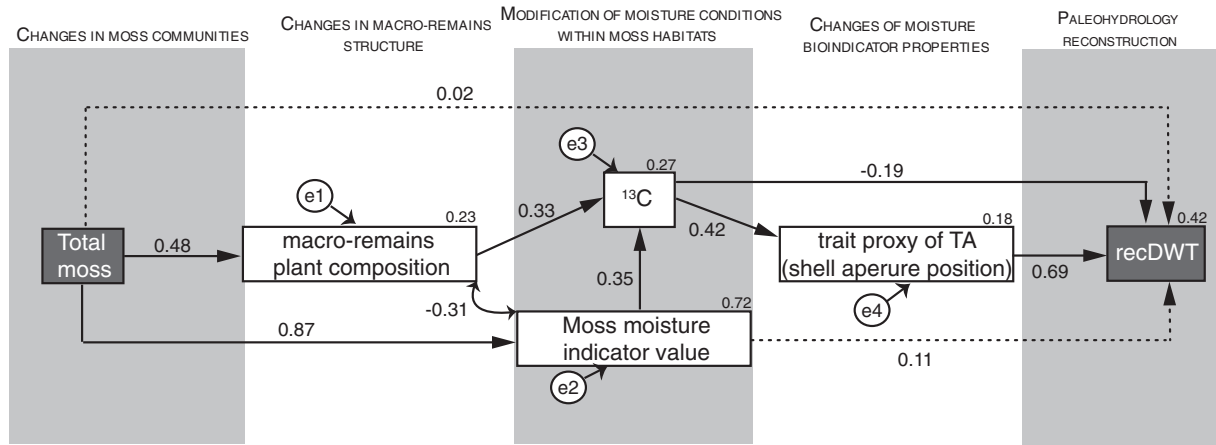 CHANGES IN MOSS COMMUNITIES
CHANGES IN MACRO-REMAINS
STRUCTURE
MODIFICATION OF MOISTURE CONDITIONS
WITHIN MOSS HABITATS
CHANGES OF MOISTURE
BIOINDICATOR PROPERTIES
PALEOHYDROLOGY
RECONSTRUCTION
0.02
e3
0.27
-0.19
¹³C
e1
0.23
0.33
0.42
0.18
0.42
Total
moss
0.48
macro-remains
plant composition
trait proxy of TA
(shell aperure position)
0.69
recDWT
0.35
-0.31
0.72
e4
0.87
Moss moisture
indicator value
0.11
e2